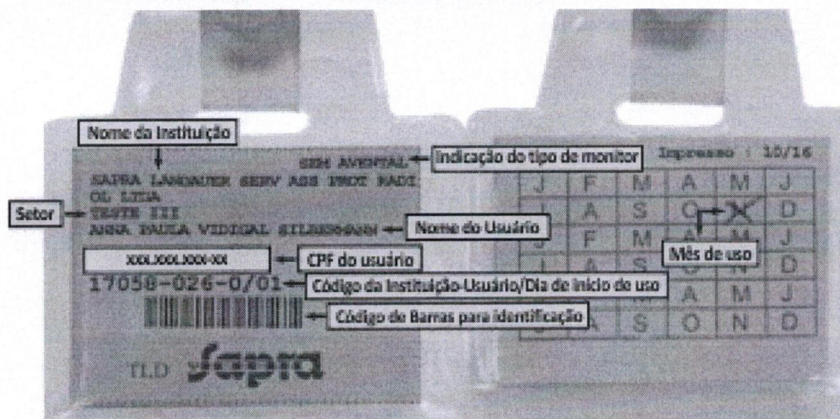 Nome da Instituição
SEM AVENTAL
Indicação do tipo de monitor
SAPRA LANDAUER SERV ASS PROT RADI
OL LTDA
Setor
TESTE III
ANNA PAULA VIDIGAL SILBERMANN
Nome do Usuário
XXX.XXX.XXX-XX
CPF do usuário
17058-026-0/01
Código da Instituição-Usuário/Dia de inicio de uso
Código de Barras para identificação
TLD Sapra
Impresso : 10/16
J F M A M J
J A S O D
J F M A M J
Mês de uso
J A S O N D
J F M A M J
J A S O N D